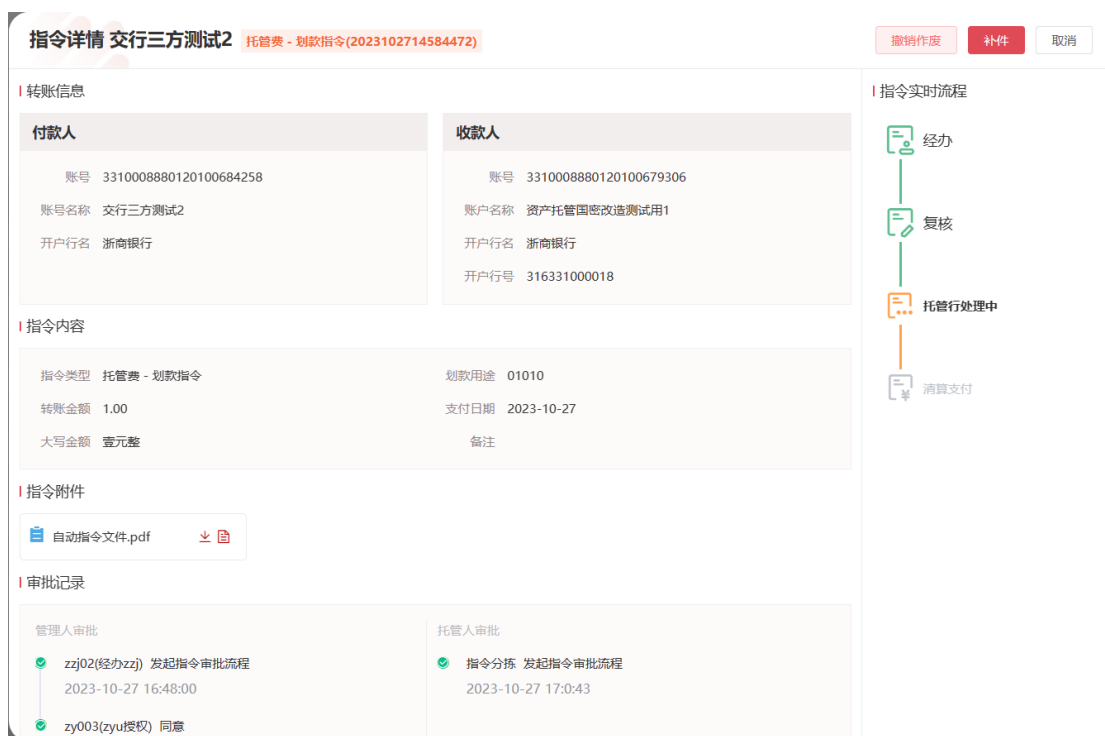 指令详情 交行三方测试2 托管费 - 划款指令(2023102714584472) 撤销作废 补件 取消
转账信息
付款人
账号 3310008880120100684258
账号名称 交行三方测试2
开户行名 浙商银行
收款人
账号 3310008880120100679306
账户名称 资产托管国密改造测试用1
开户行名 浙商银行
开户行号 316331000018
指令内容
指令类型 托管费 - 划款指令 划款用途 01010
转账金额 1.00 支付日期 2023-10-27
大写金额 壹元整 备注
指令附件
自动指令文件.pdf
审批记录
管理人审批
zzj02(经办zzj) 发起指令审批流程
2023-10-27 16:48:00
zy003(zyu授权) 同意
托管人审批
指令分拣 发起指令审批流程
2023-10-27 17:0:43
指令实时流程
经办
复核
托管行处理中
清算支付